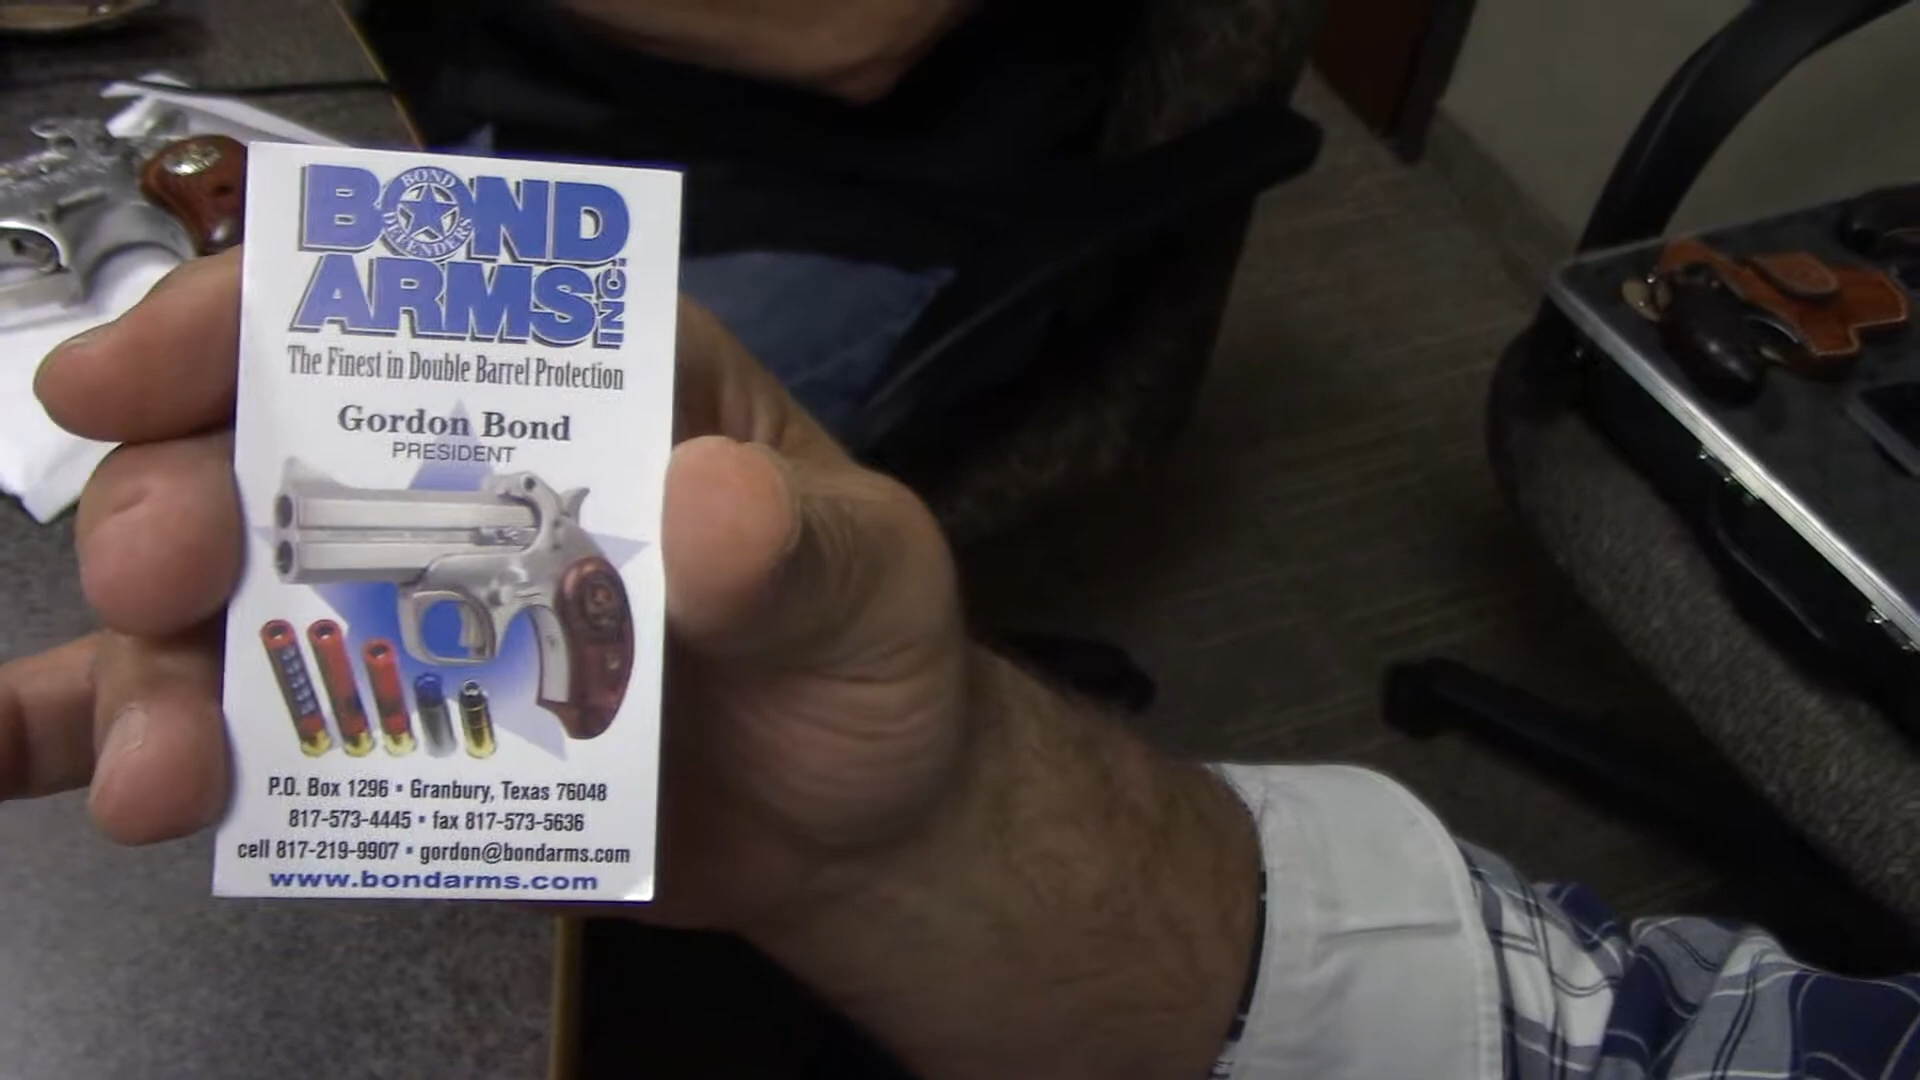 BOND
BOND DEFENDERS
ARMS INC.
The Finest in Double Barrel Protection
Gordon Bond
PRESIDENT
P.O. Box 1296 ▪ Granbury, Texas 76048
817-573-4445 ▪ fax 817-573-5636
cell 817-219-9907 ▪ gordon@bondarms.com
www.bondarms.com